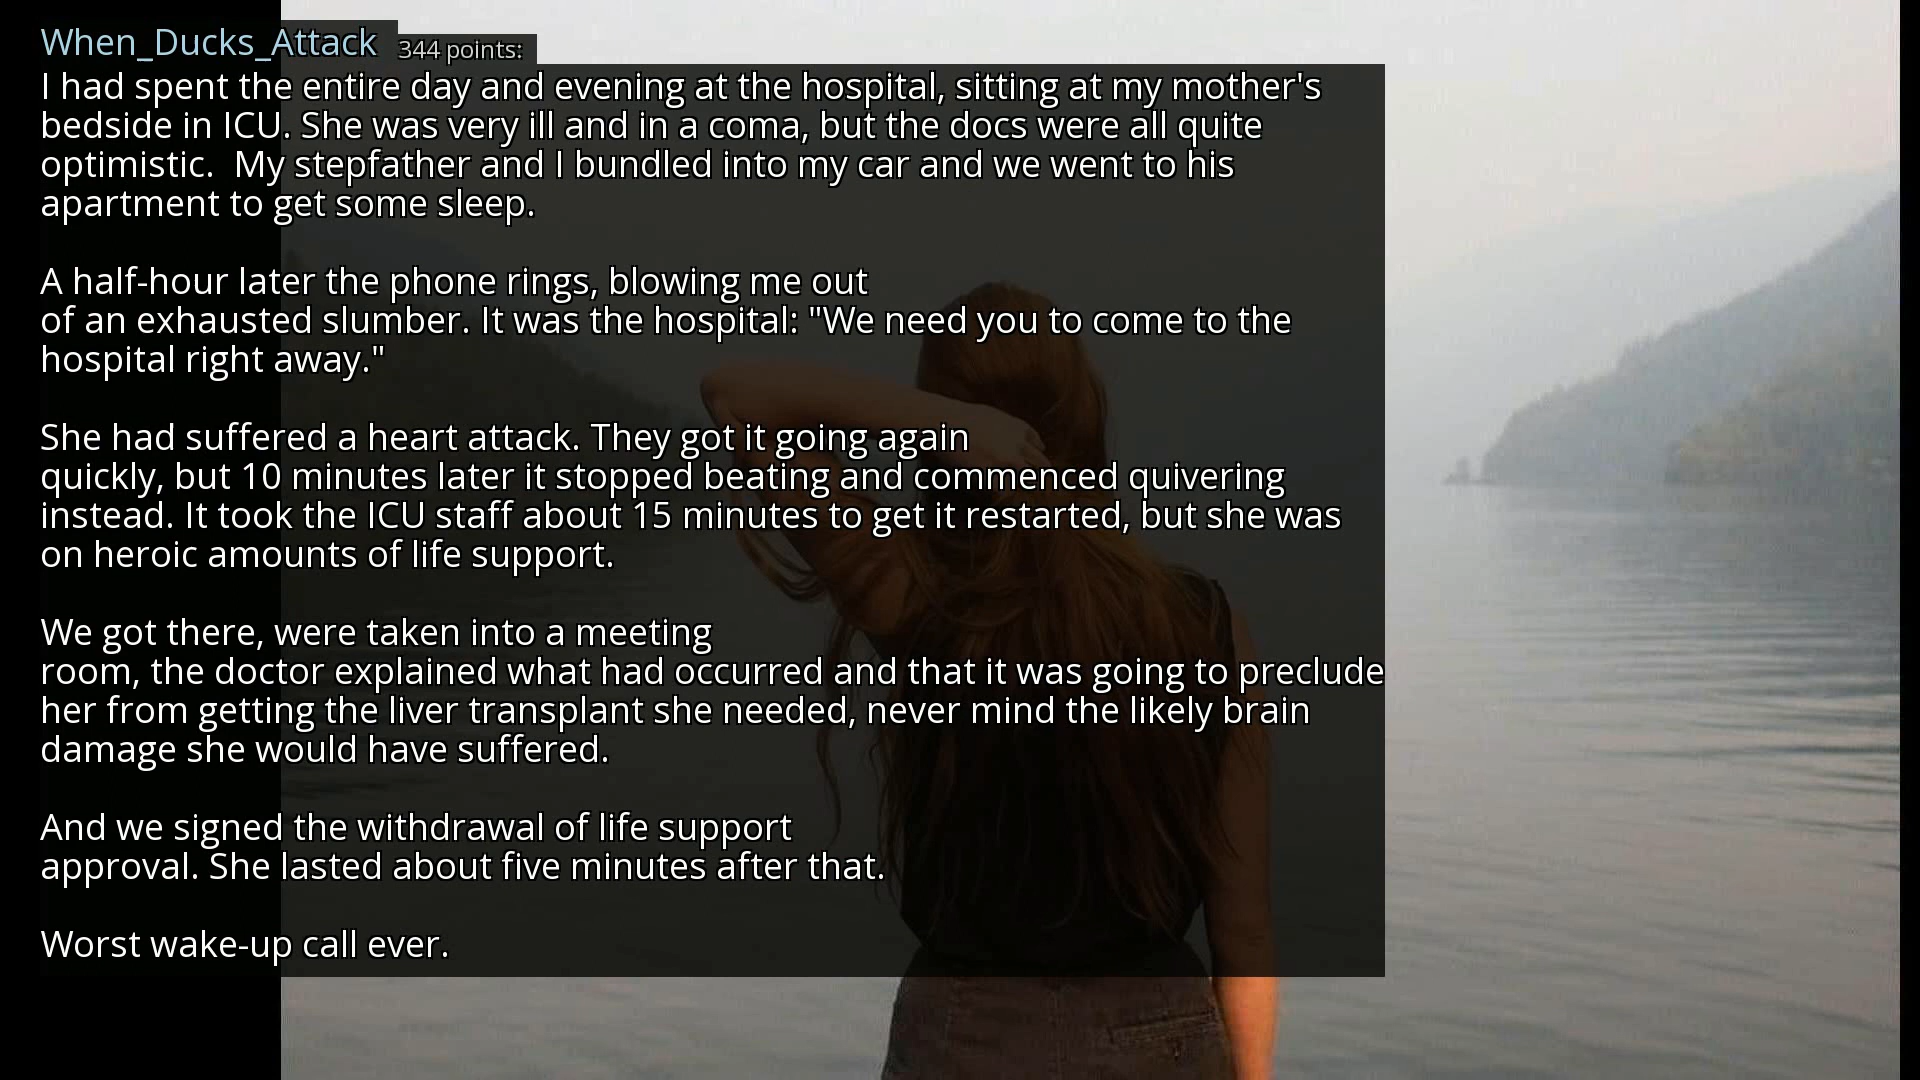 When_Ducks_Attack 344 points:
I had spent the entire day and evening at the hospital, sitting at my mother's
bedside in ICU. She was very ill and in a coma, but the docs were all quite
optimistic.  My stepfather and I bundled into my car and we went to his
apartment to get some sleep.
A half-hour later the phone rings, blowing me out
of an exhausted slumber. It was the hospital: "We need you to come to the
hospital right away."
She had suffered a heart attack. They got it going again
quickly, but 10 minutes later it stopped beating and commenced quivering
instead. It took the ICU staff about 15 minutes to get it restarted, but she was
on heroic amounts of life support.
We got there, were taken into a meeting
room, the doctor explained what had occurred and that it was going to preclude
her from getting the liver transplant she needed, never mind the likely brain
damage she would have suffered.
And we signed the withdrawal of life support
approval. She lasted about five minutes after that.
Worst wake-up call ever.